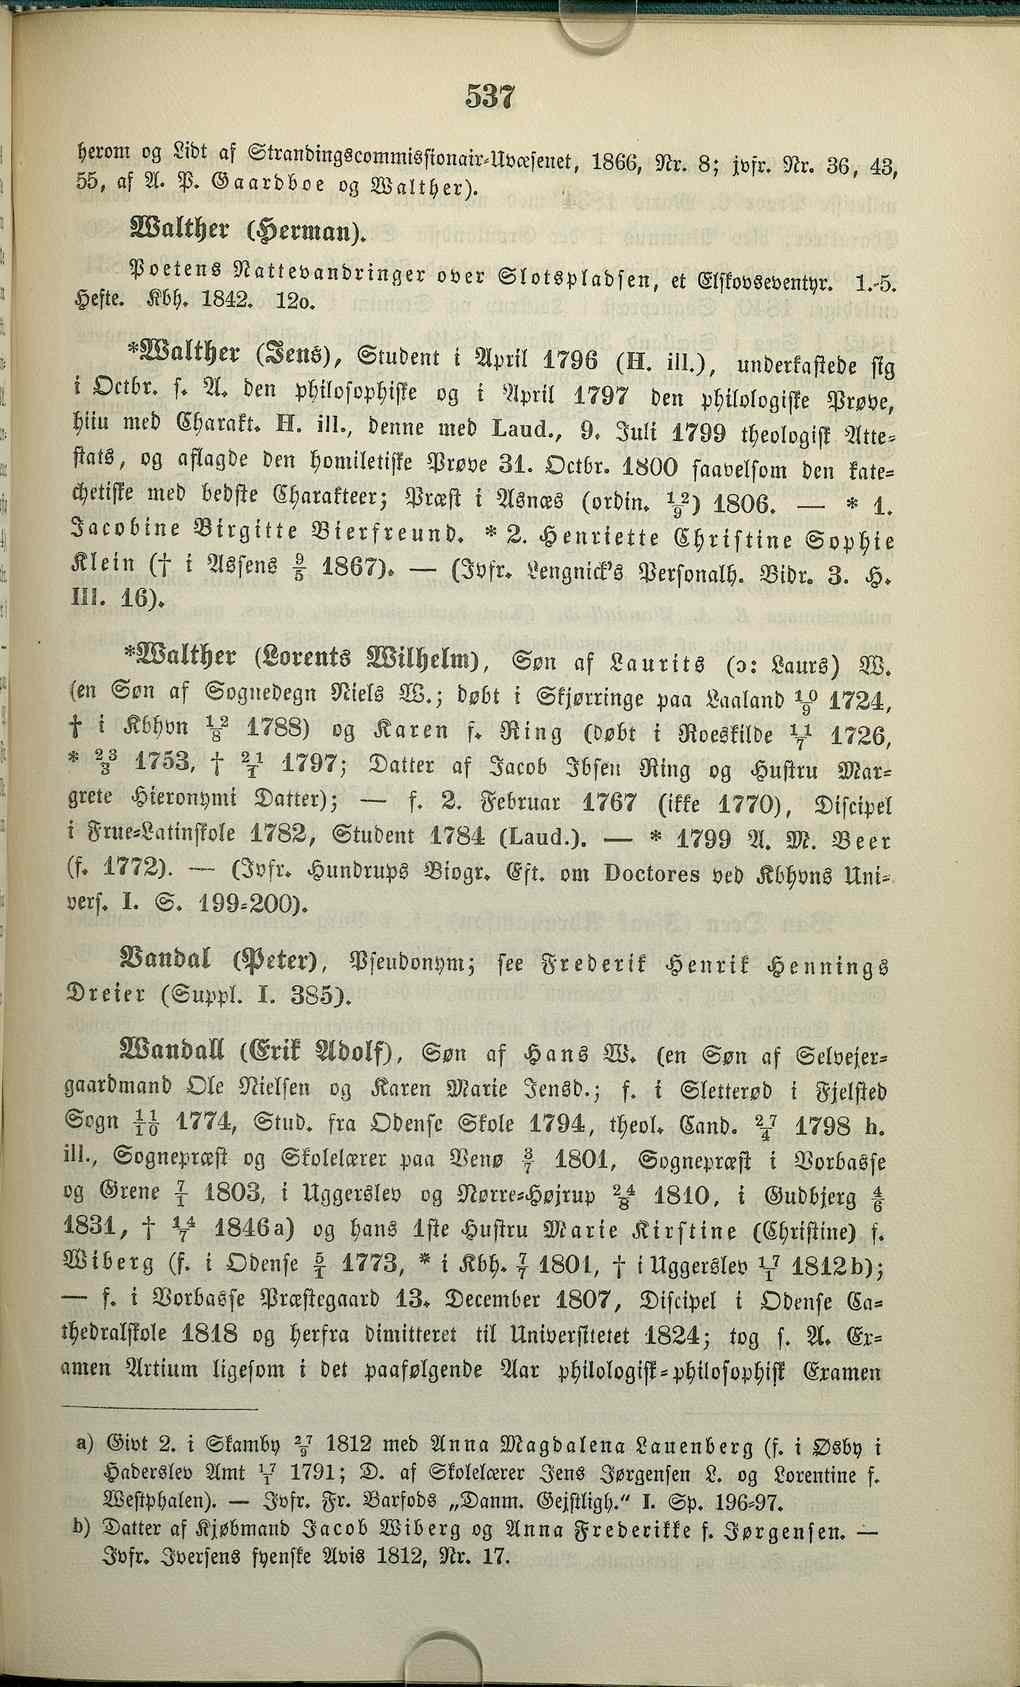 537
herom og Lidt af Strandingscommissionair-Uvæsenet, 1866, Nr. 8; jvfr. Nr. 36, 43,
55, af A. P. Gaardboe og Walther).
Walther (Herman).
Poetens Nattevandringer over Slotspladsen, et Elskovseventyr. 1.-5.
Hefte. Kbh. 1842. 12o.
*Walther (Jens), Student i April 1796 (H. ill.), underkastede sig
i Octbr. s. A. den philosophiske og i April 1797 den philologiske Prøve,
hiin med Charakt. H. ill., denne med Laud., 9. Juli 1799 theologisk Atte-
stats, og aflagde den homiletiske Prøve 31. Octbr. 1800 saavelsom den kate-
chetiske med bedste Charakteer; Præst i Asnæs (ordin. 12/9) 1806. — * 1.
Jacobine Birgitte Bierfreund. * 2. Henriette Christine Sophie
Klein († i Assens 9/5 1867). — (Jvfr. Lengnick's Personalh. Bidr. 3. H.
III. 16).
*Walther (Lorents Wilhelm), Søn af Laurits (ɔ: Laurs) W.
(en Søn af Sognedegn Niels W.; døbt i Skjørringe paa Laaland 10/9 1724,
† i Kbhvn 12/8 1788) og Karen f. Ring (døbt i Roeskilde 11/7 1726,
* 23/3 1753, † 21/1 1797; Datter af Jacob Ibsen Ring og Hustru Mar-
grete Hieronymi Datter); — f. 2. Februar 1767 (ikke 1770), Discipel
i Frue-Latinskole 1782, Student 1784 (Laud.). — * 1799 A. M. Beer
(f. 1772). — (Jvfr. Hundrups Biogr. Eft. om Doctores ved Kbhvns Uni-
vers. I. S. 199-200).
Vandal (Peter), Pseudonym; see Frederik Henrik Hennings
Dreier (Suppl. I. 385).
Wandall (Erik Adolf), Søn af Hans W. (en Søn af Selvejer-
gaardmand Ole Nielsen og Karen Marie Jensd.; f. i Sletterød i Fjelsted
Sogn 11/10 1774, Stud. fra Odense Skole 1794, theol. Cand. 27/4 1798 h.
ill., Sognepræst og Skolelærer paa Venø 3/7 1801, Sognepræst i Vorbasse
og Grene 7/1 1803, i Uggerslev og Nørre-Højrup 24/8 1810, i Gudbjerg 4/6
1831, † 14/7 1846a) og hans 1ste Hustru Marie Kirstine (Christine) f.
Wiberg (f. i Odense 5/1 1773, * i Kbh. 7/7 1801, † i Uggerslev 17/1 1812b);
— f. i Vorbasse Præstegaard 13. December 1807, Discipel i Odense Ca-
thedralskole 1818 og herfra dimitteret til Universitetet 1824; tog s. A. Ex-
amen Artium ligesom i det paafølgende Aar philologisk-philosophisk Examen
a) Givt 2. i Skamby 27/9 1812 med Anna Magdalena Lauenberg (f. i Øsby i
Haderslev Amt 17/1 1791; D. af Skolelærer Jens Jørgensen L. og Lorentine f.
Westphalen). — Jvfr. Fr. Barfods „Danm. Gejstligh.“ I. Sp. 196-97.
b) Datter af Kjøbmand Jacob Wiberg og Anna Frederikke f. Jørgensen. —
Jvfr. Iversens fyenske Avis 1812, Nr. 17.